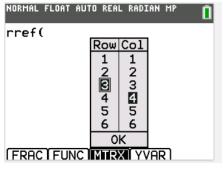 NORMAL FLOAT AUTO REAL RADIAN MP
rref(
Row Col
1 1
2 2
3 3
4 4
5 5
6 6
OK
FRAC FUNC MTRX YVAR